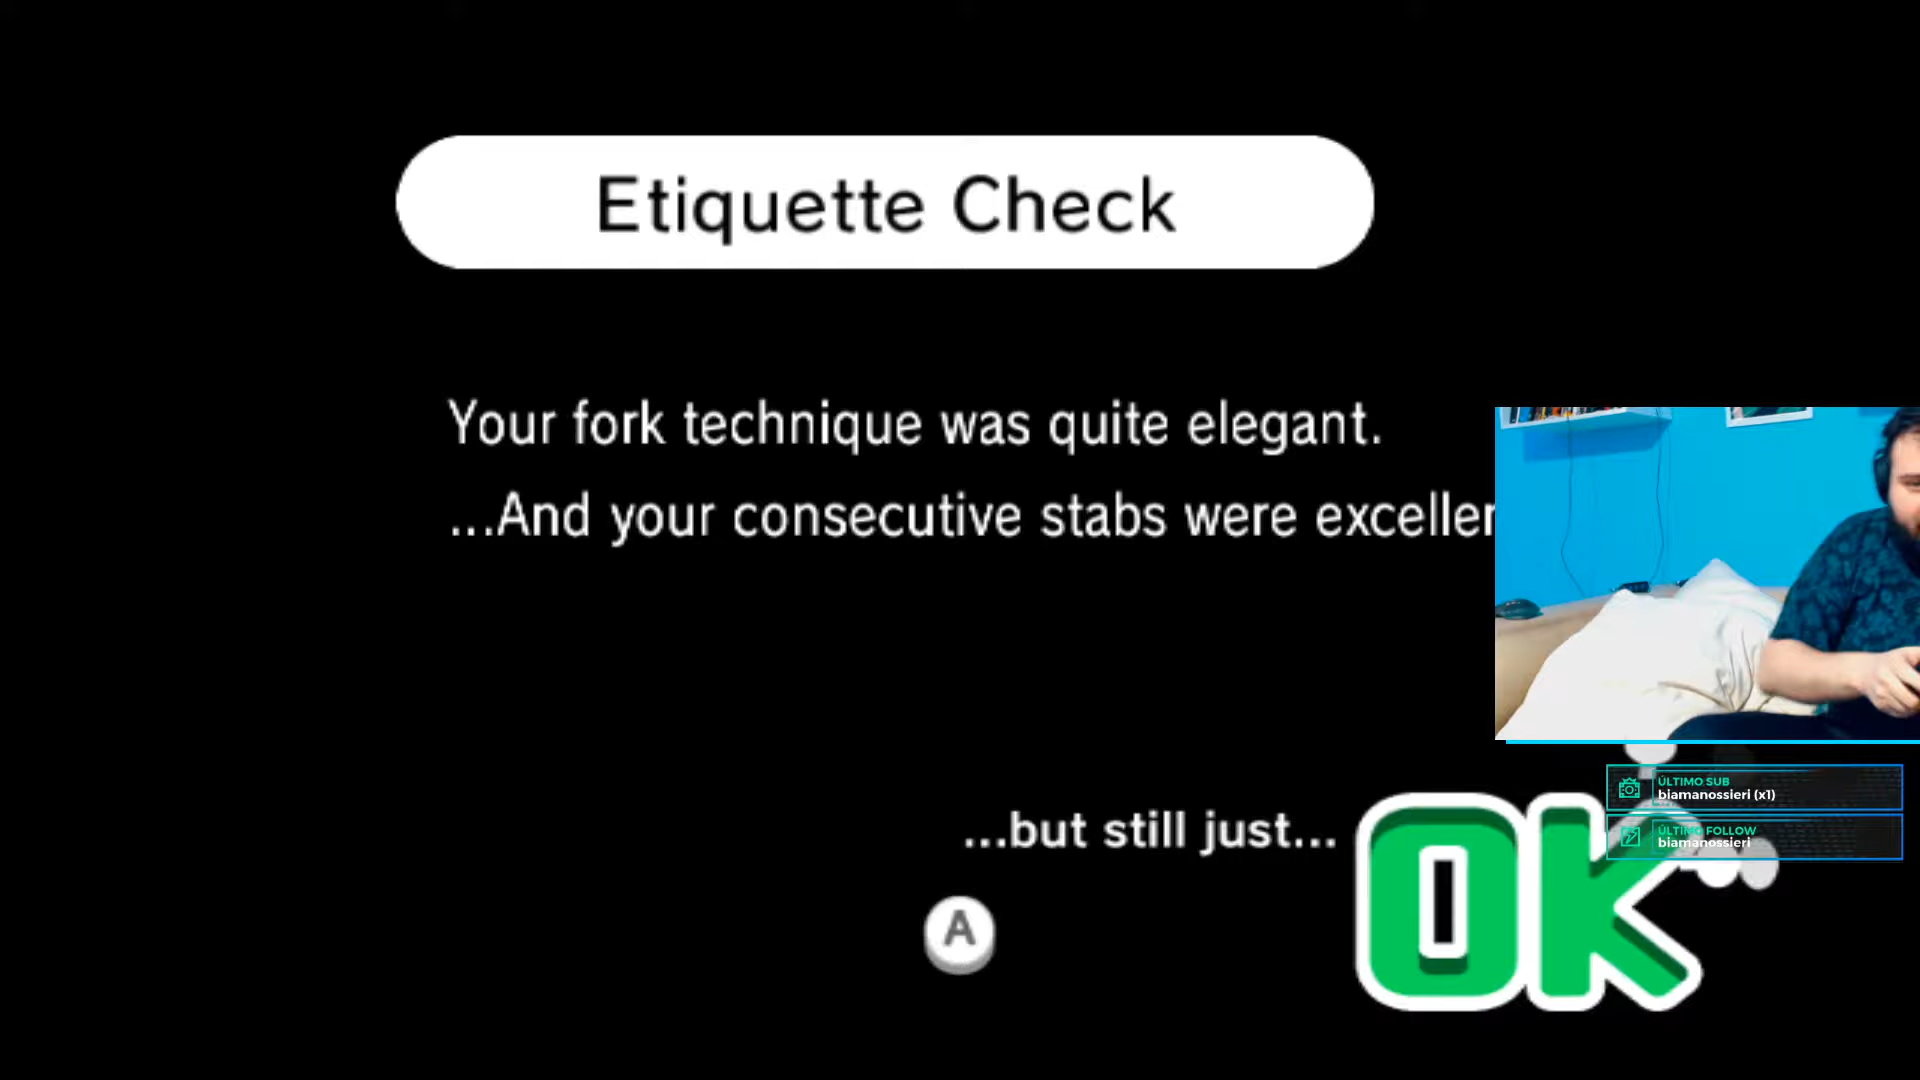 Etiquette Check
Your fork technique was quite elegant.
...And your consecutive stabs were
...but still just...
OK
A
ÚLTIMO SUB
biamanossieri (x1)
ÚLTIMO FOLLOW
biamanossieri